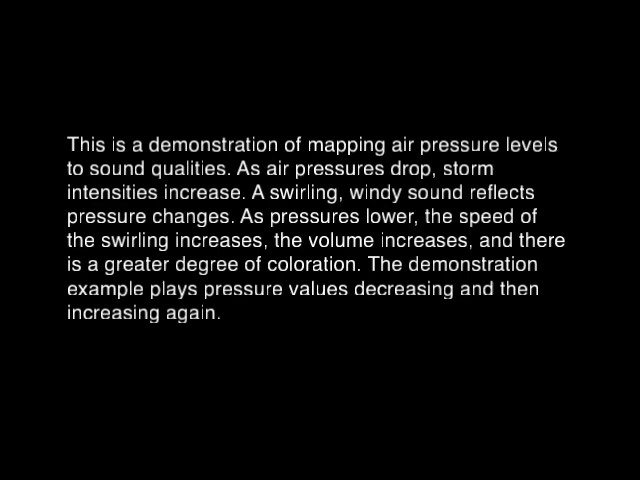 This is a demonstration of mapping air pressure levels
to sound qualities. As air pressures drop, storm
intensities increase. A swirling, windy sound reflects
pressure changes. As pressures lower, the speed of
the swirling increases, the volume increases, and there
is a greater degree of coloration. The demonstration
example plays pressure values decreasing and then
increasing again.